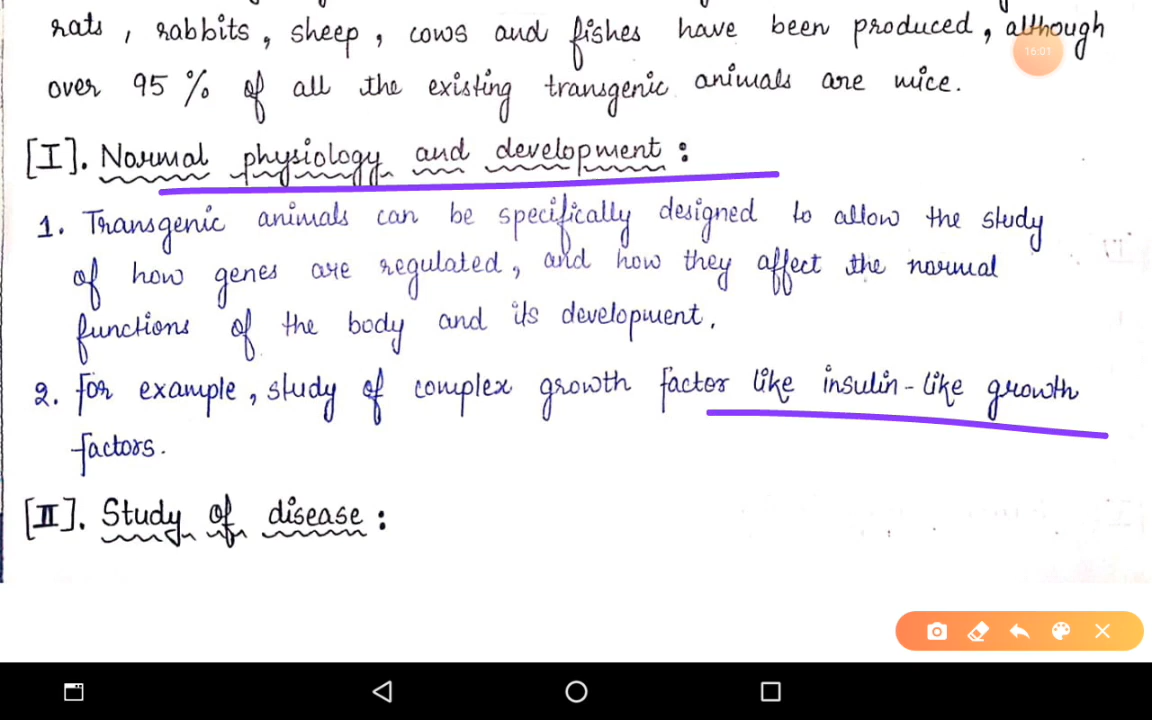 rats, rabbits, sheep, cows and fishes have been produced, although
16:01
over 95% of all the existing transgenic animals are mice.
[I]. Normal physiology and development:
1. Transgenic animals can be specifically designed to allow the study
of how genes are regulated, and how they affect the normal
functions of the body and its development.
2. For example, study of complex growth factor like insulin-like growth
factors.
[II]. Study of disease: